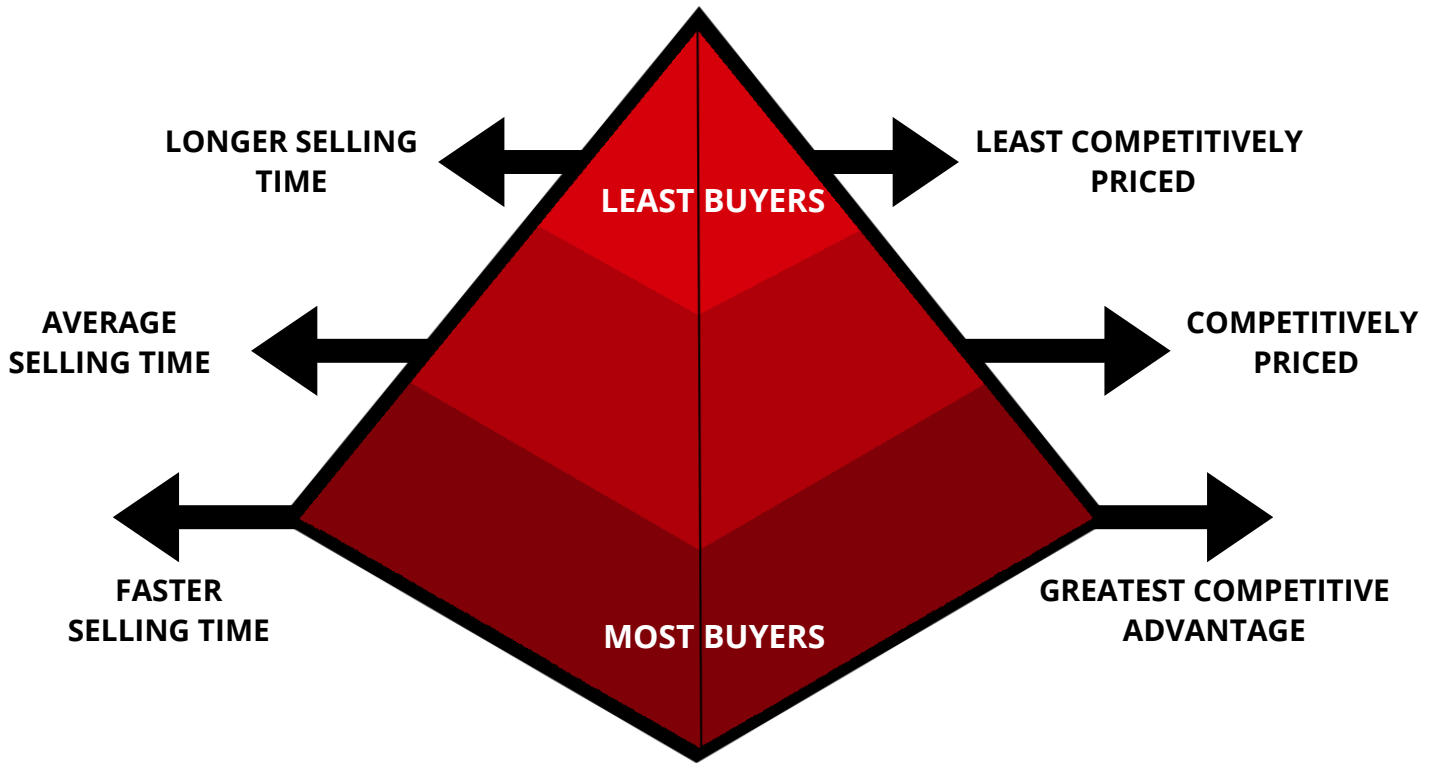 LONGER SELLING
TIME
LEAST COMPETITIVELY
PRICED
LEAST BUYERS
AVERAGE
SELLING TIME
COMPETITIVELY
PRICED
FASTER
SELLING TIME
GREATEST COMPETITIVE
ADVANTAGE
MOST BUYERS